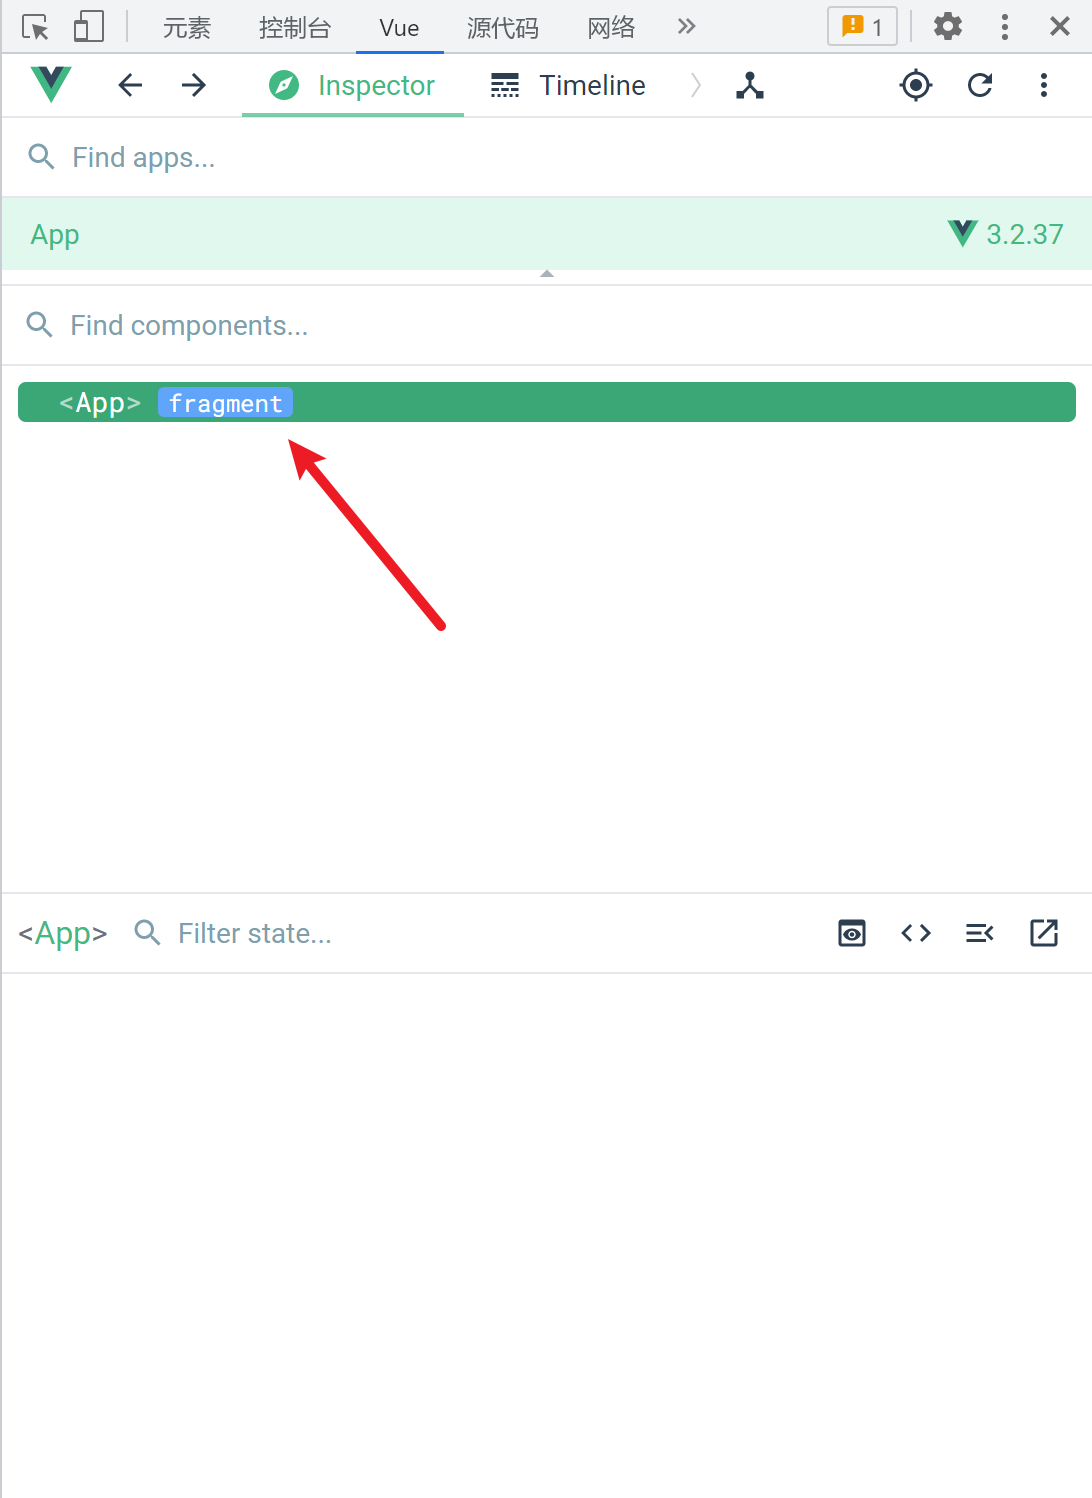 元素 控制台 Vue 源代码 网络 1
Inspector Timeline
Find apps...
App 3.2.37
Find components...
<App> fragment
<App> Filter state...